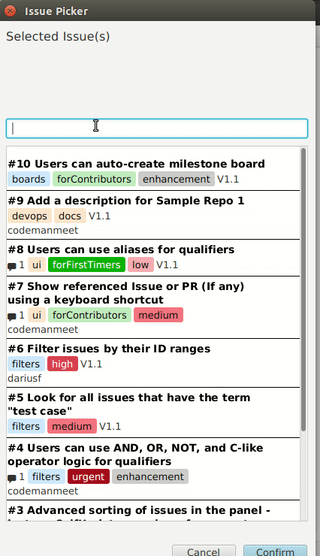 Issue Picker
Selected Issue(s)
#10 Users can auto-create milestone board
boards forContributors enhancement V1.1
#9 Add a description for Sample Repo 1
devops docs V1.1
codemanmeet
#8 Users can use aliases for qualifiers
1 ui forFirstTimers low V1.1
#7 Show referenced Issue or PR (If any)
using a keyboard shortcut
1 ui forContributors medium
codemanmeet
#6 Filter issues by their ID ranges
filters high V1.1
dariusf
#5 Look for all issues that have the term
"test case"
filters medium V1.1
#4 Users can use AND, OR, NOT, and C-like
operator logic for qualifiers
1 filters urgent enhancement
codemanmeet
#3 Advanced sorting of issues in the panel -
Cancel Confirm